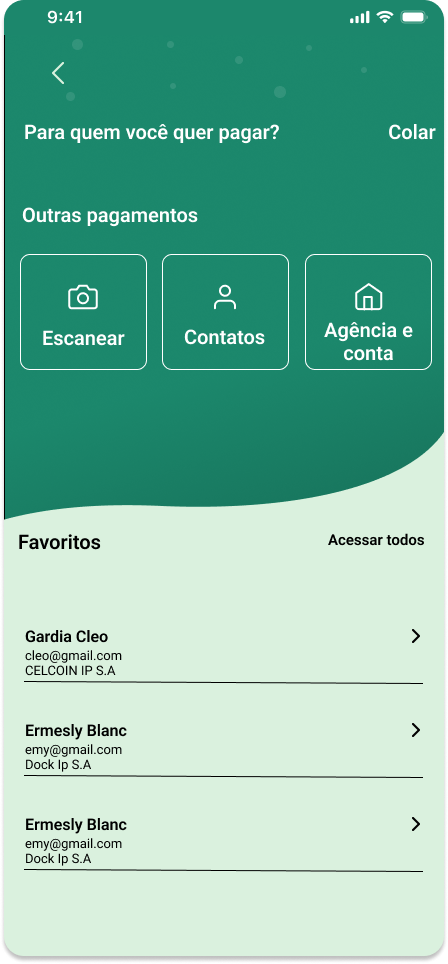 9:41
Para quem você quer pagar?
Colar
Outras pagamentos
Escanear
Contatos
Agência e
conta
Favoritos
Acessar todos
Gardia Cleo
cleo@gmail.com
CELCOIN IP S.A
Ermesly Blanc
emy@gmail.com
Dock Ip S.A
Ermesly Blanc
emy@gmail.com
Dock Ip S.A